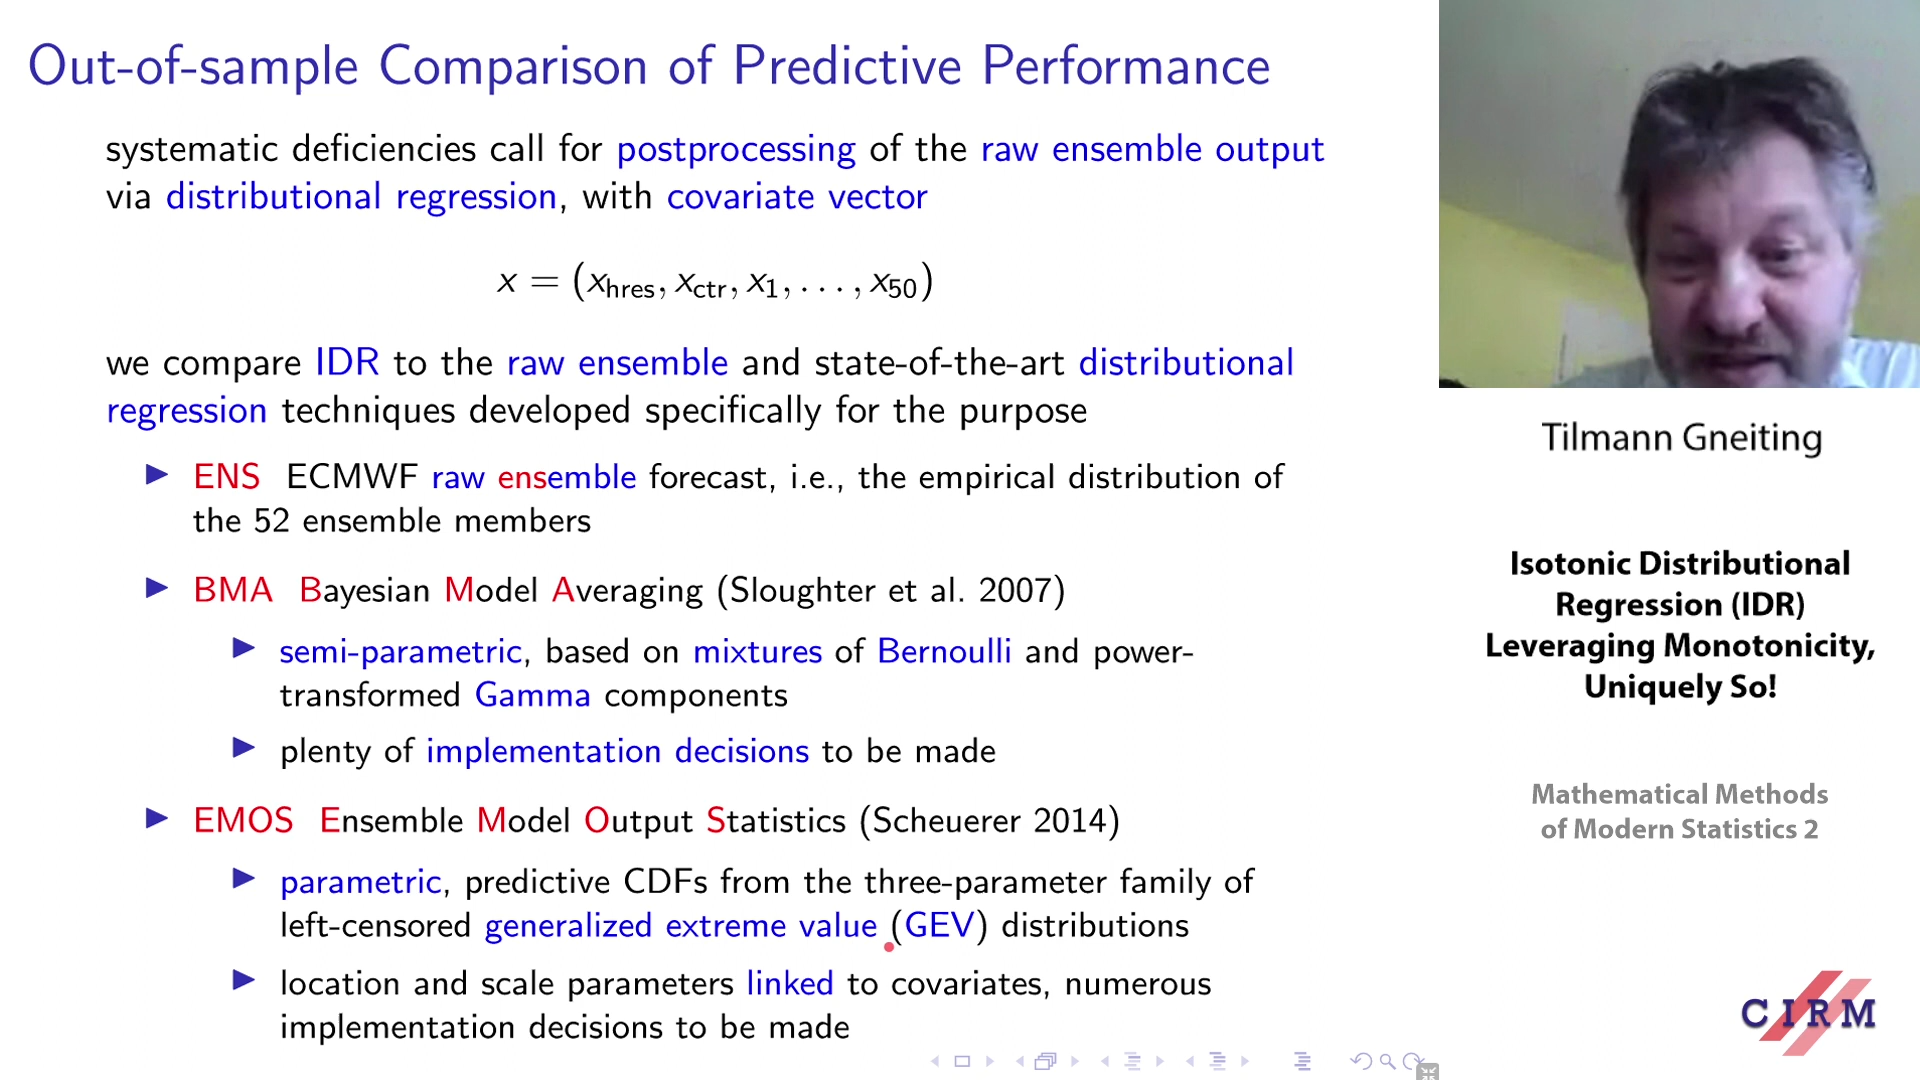 Out-of-sample Comparison of Predictive Performance
systematic deficiencies call for postprocessing of the raw ensemble output
via distributional regression, with covariate vector
x = (x_hres, x_ctr, x_1, . . . , x_50)
we compare IDR to the raw ensemble and state-of-the-art distributional
regression techniques developed specifically for the purpose
ENS ECMWF raw ensemble forecast, i.e., the empirical distribution of
the 52 ensemble members
BMA Bayesian Model Averaging (Sloughter et al. 2007)
semi-parametric, based on mixtures of Bernoulli and power-
transformed Gamma components
plenty of implementation decisions to be made
EMOS Ensemble Model Output Statistics (Scheuerer 2014)
parametric, predictive CDFs from the three-parameter family of
left-censored generalized extreme value (GEV) distributions
location and scale parameters linked to covariates, numerous
implementation decisions to be made
Tilmann Gneiting
Isotonic Distributional
Regression (IDR)
Leveraging Monotonicity,
Uniquely So!
Mathematical Methods
of Modern Statistics 2
CIRM